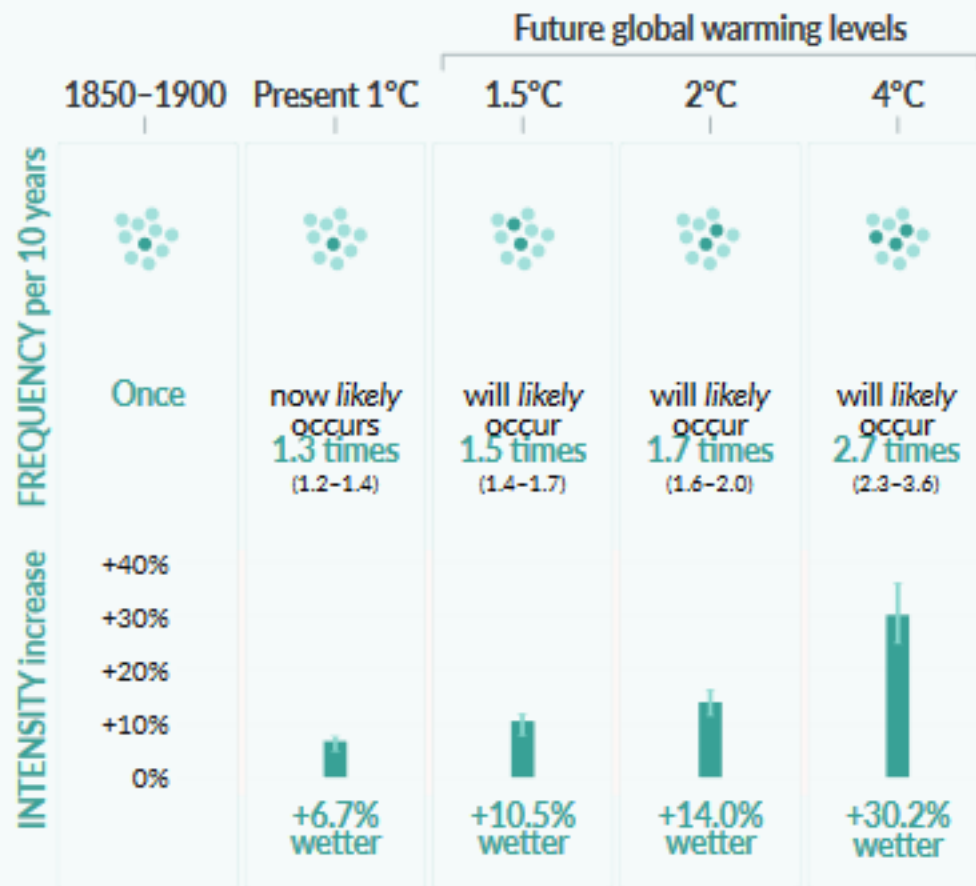 Future global warming levels
1850–1900 Present 1°C 1.5°C 2°C 4°C
FREQUENCY per 10 years
Once
now likely occurs 1.3 times (1.2–1.4)
will likely occur 1.5 times (1.4–1.7)
will likely occur 1.7 times (1.6–2.0)
will likely occur 2.7 times (2.3–3.6)
INTENSITY increase
+40%
+30%
+20%
+10%
0%
+6.7% wetter
+10.5% wetter
+14.0% wetter
+30.2% wetter